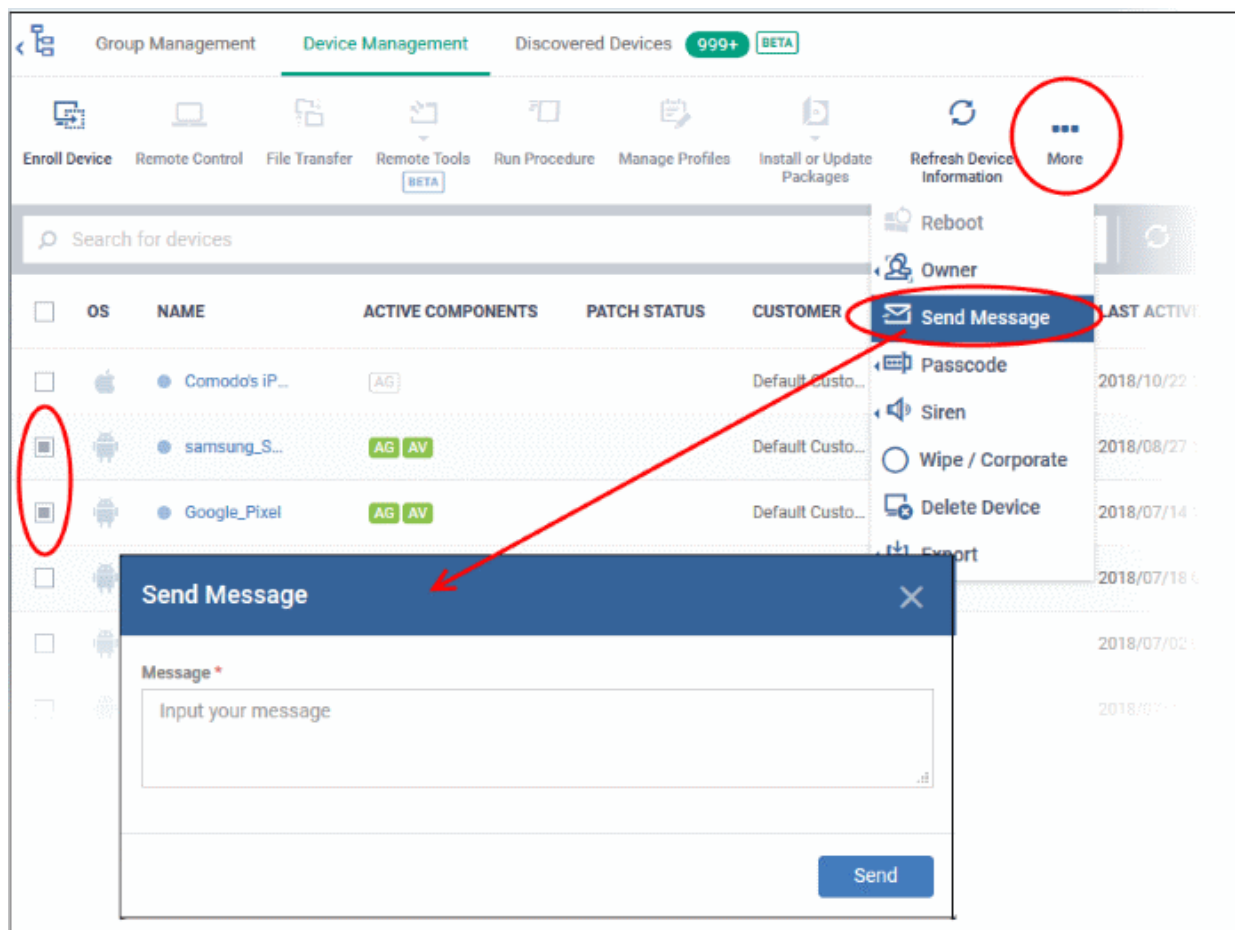 Group Management Device Management Discovered Devices 999+ BETA
Enroll Device Remote Control File Transfer Remote Tools Run Procedure Manage Profiles Install or Update Refresh Device More
BETA Packages Information
Search for devices
Reboot
Owner
OS NAME ACTIVE COMPONENTS PATCH STATUS CUSTOMER Send Message LAST
Passcode
Comodo's iP... AG Default Custo... 2018/10/22
Siren
samsung_S... AG AV Default Custo... 2018/08/27
Wipe / Corporate
Delete Device
Google_Pixel AG AV Default Custo... 2018/07/14
Export
2018/07/18
Send Message
2018/07/02
Message *
Input your message
Send